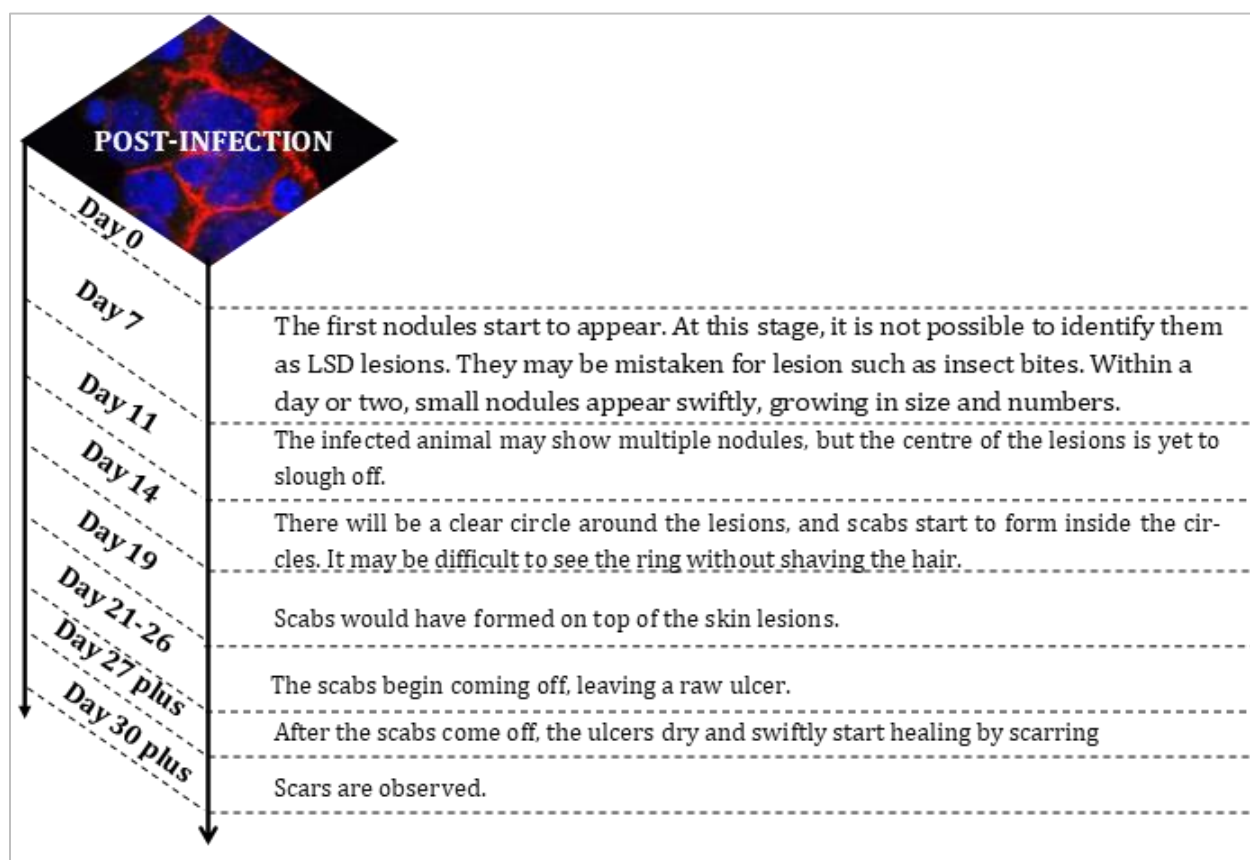 POST-INFECTION
Day 0
Day 7
The first nodules start to appear. At this stage, it is not possible to identify them
as LSD lesions. They may be mistaken for lesion such as insect bites. Within a
day or two, small nodules appear swiftly, growing in size and numbers.
Day 11
The infected animal may show multiple nodules, but the centre of the lesions is yet to
slough off.
Day 14
There will be a clear circle around the lesions, and scabs start to form inside the cir-
cles. It may be difficult to see the ring without shaving the hair.
Day 19
Scabs would have formed on top of the skin lesions.
Day 21-26
The scabs begin coming off, leaving a raw ulcer.
Day 27 plus
After the scabs come off, the ulcers dry and swiftly start healing by scarring
Day 30 plus
Scars are observed.